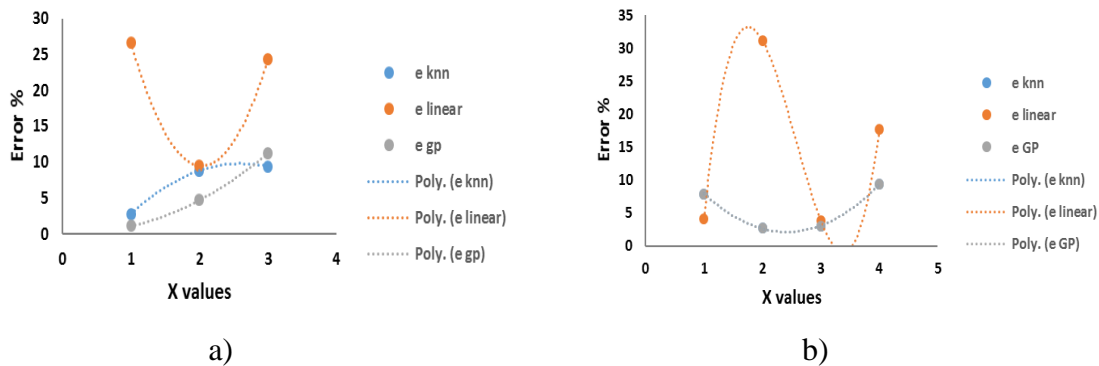 30
25
20
15
10
5
0
Error %
0 1 2 3 4
X values
e knn
e linear
e gp
Poly. (e knn)
Poly. (e linear)
Poly. (e gp)
a)
35
30
25
20
15
10
5
0
Error %
0 1 2 3 4 5
X values
e knn
e linear
e GP
Poly. (e knn)
Poly. (e linear)
Poly. (e GP)
b)